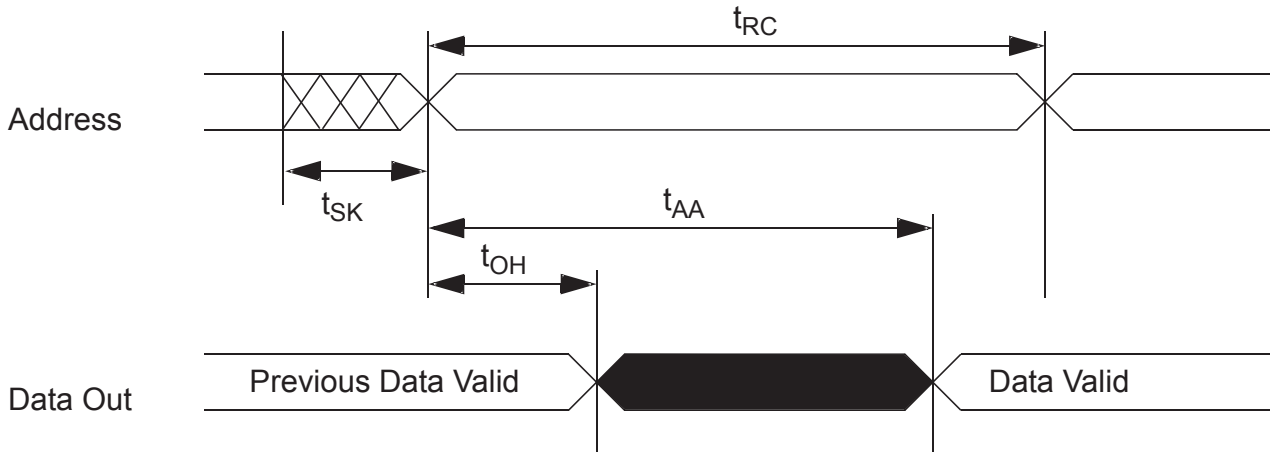 tRC
Address
tSK
tAA
tOH
Previous Data Valid
Data Valid
Data Out